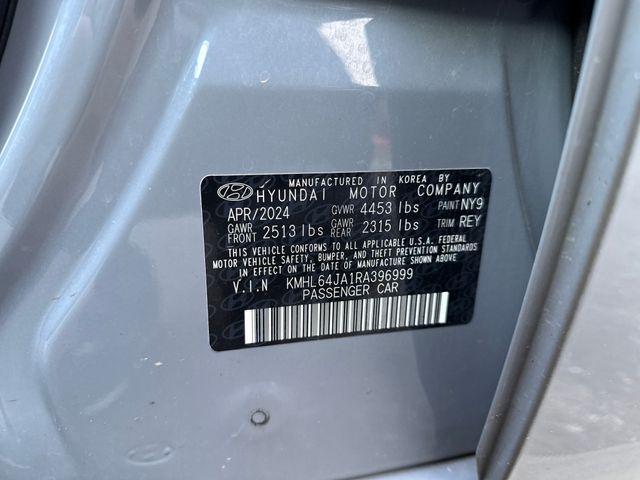 MANUFACTURED IN KOREA BY
HYUNDAI MOTOR COMPANY
APR/2024 GVWR 4453 lbs PAINT NY9
GAWR FRONT 2513 lbs GAWR REAR 2315 lbs TRIM REY
THIS VEHICLE CONFORMS TO ALL APPLICABLE U.S.A. FEDERAL
MOTOR VEHICLE SAFETY, BUMPER, AND THEFT PREVENTION STANDARDS
IN EFFECT ON THE DATE OF MANUFACTURE SHOWN ABOVE
V.I.N KMHL64JA1RA396999
PASSENGER CAR